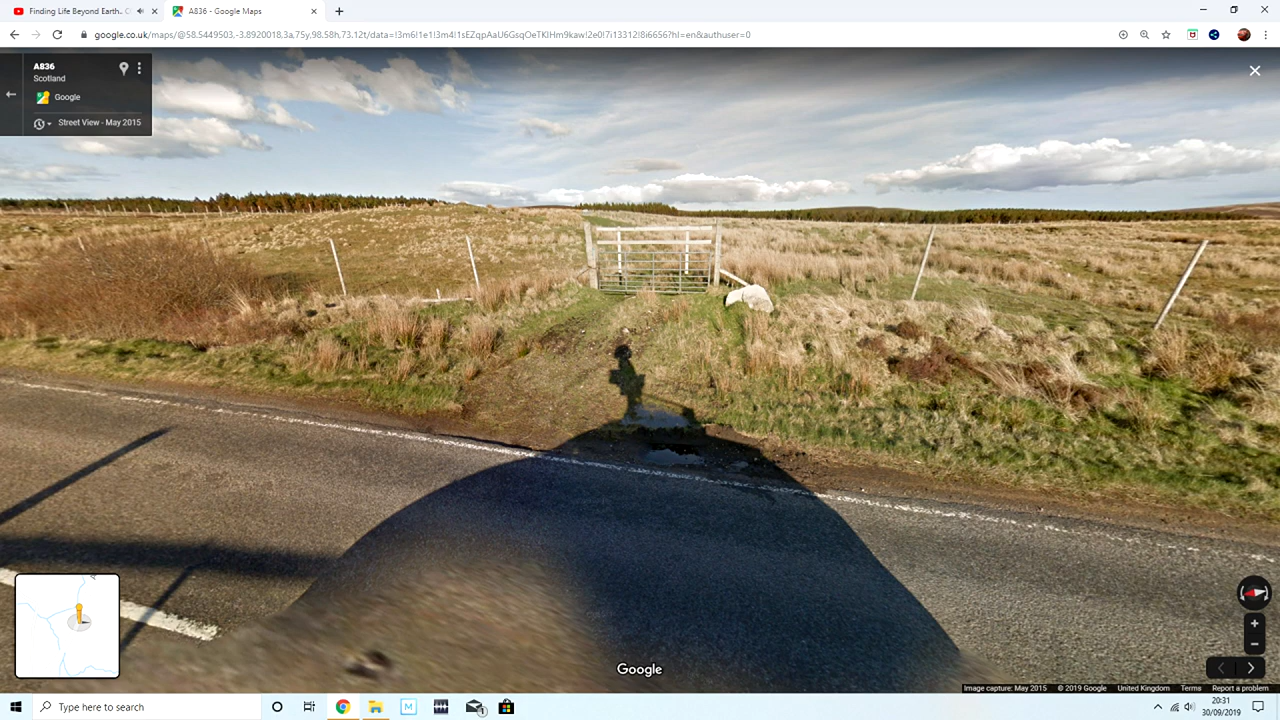 Finding Life Beyond Earth. C
A836 - Google Maps
google.co.uk/maps/@58.5449503,-3.8920018,3a,75y,98.58h,73.12t/data=!3m6!1e1!3m4!1sEZqpAaU6GsqOeTKIHm9kaw!2e0!7i13312!8i6656?hl=en&authuser=0
A836
Scotland
Google
Street View - May 2015
Google
Image capture: May 2015 © 2019 Google United Kingdom Terms Report a problem
Type here to search
M
1
20:31
30/09/2019